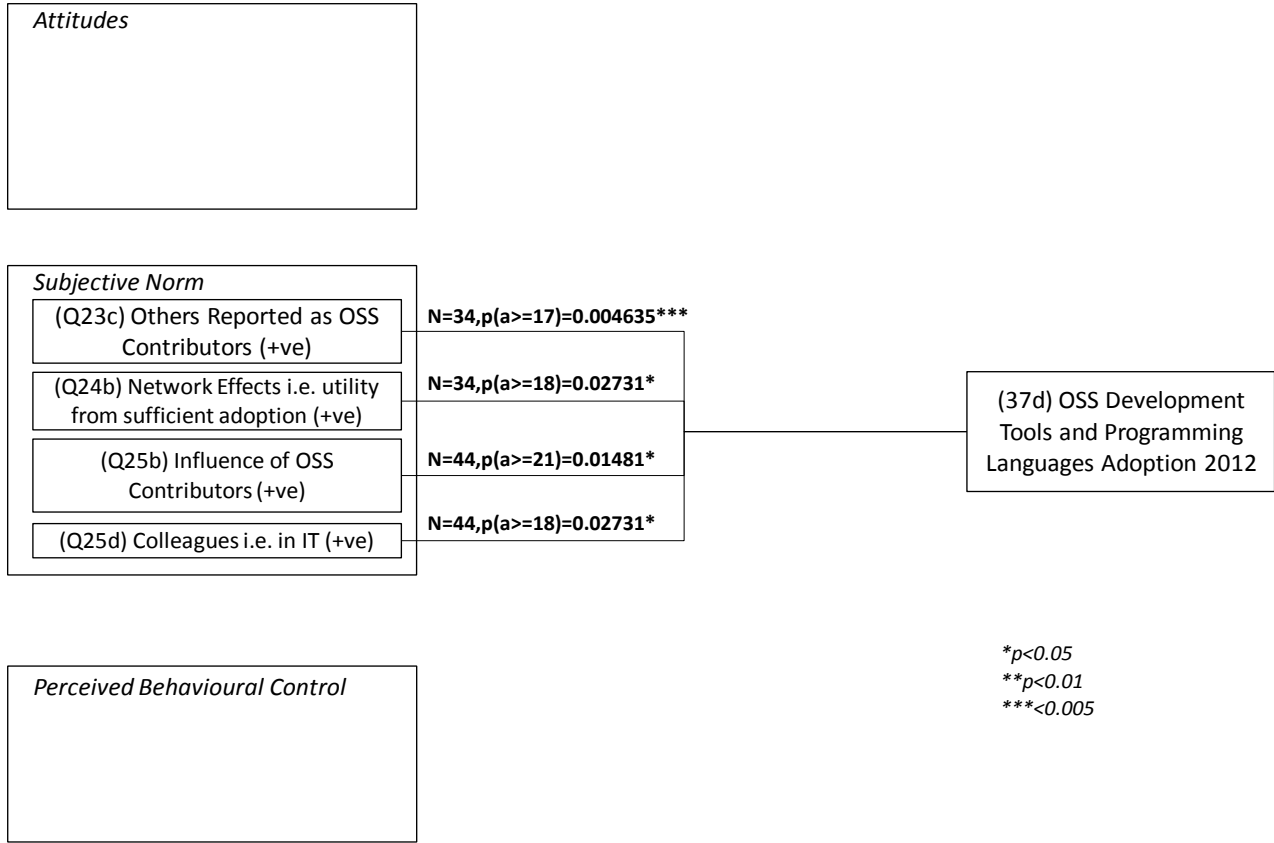 Attitudes
Subjective Norm
(Q23c) Others Reported as OSS
Contributors (+ve)
N=34,p(a>=17)=0.004635***
(Q24b) Network Effects i.e. utility
from sufficient adoption (+ve)
N=34,p(a>=18)=0.02731*
(Q25b) Influence of OSS
Contributors (+ve)
N=44,p(a>=21)=0.01481*
(Q25d) Colleagues i.e. in IT (+ve)
N=44,p(a>=18)=0.02731*
(37d) OSS Development
Tools and Programming
Languages Adoption 2012
Perceived Behavioural Control
*p<0.05
**p<0.01
***<0.005